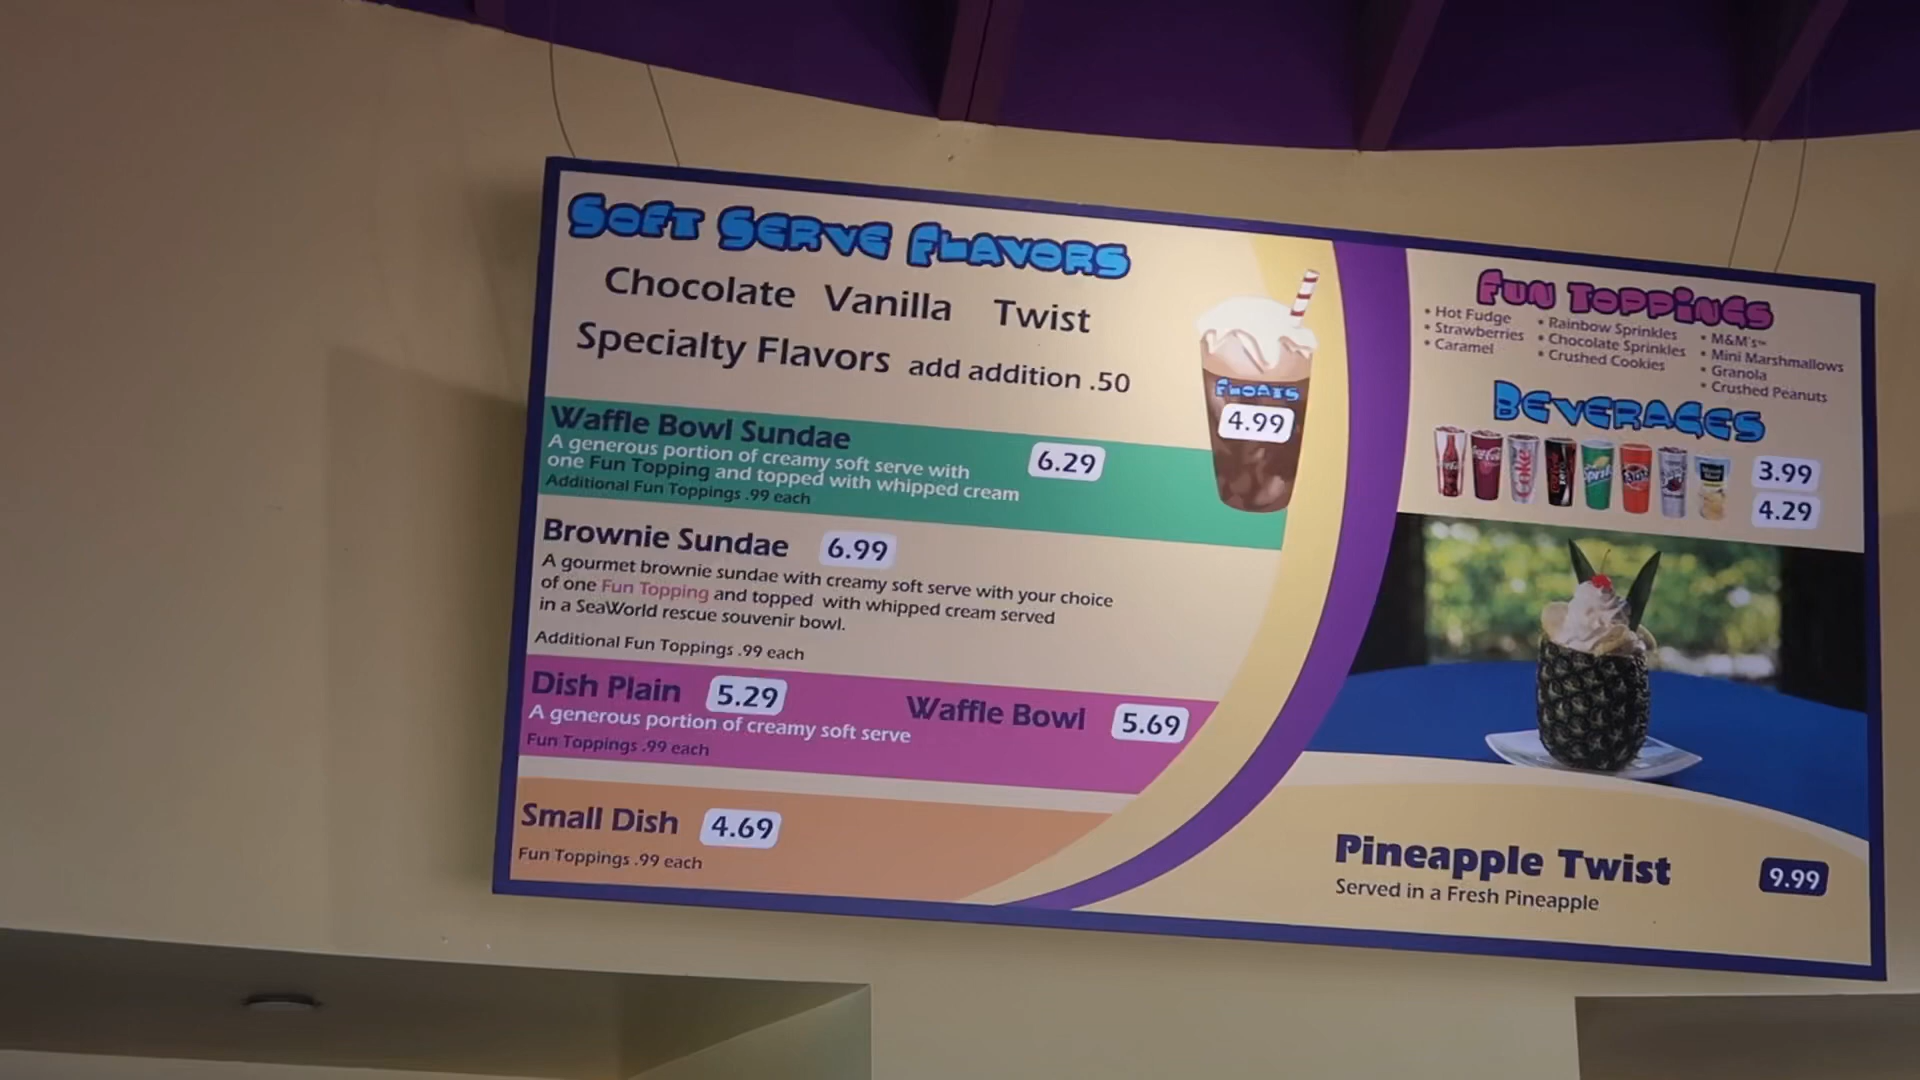 SOFT SERVE FLAVORS
Chocolate Vanilla Twist
Specialty Flavors add addition .50
FLOATS
4.99
Waffle Bowl Sundae 6.29
A generous portion of creamy soft serve with
one Fun Topping and topped with whipped cream
Additional Fun Toppings .99 each
Brownie Sundae 6.99
A gourmet brownie sundae with creamy soft serve with your choice
of one Fun Topping and topped with whipped cream served
in a SeaWorld rescue souvenir bowl.
Additional Fun Toppings .99 each
Dish Plain 5.29 Waffle Bowl 5.69
A generous portion of creamy soft serve
Fun Toppings .99 each
Small Dish 4.69
Fun Toppings .99 each
FUN TOPPINGS
• Hot Fudge
• Strawberries
• Caramel
• Rainbow Sprinkles
• Chocolate Sprinkles
• Crushed Cookies
• M&M's™
• Mini Marshmallows
• Granola
• Crushed Peanuts
BEVERAGES
3.99
4.29
Coke
Sprite
Pineapple Twist 9.99
Served in a Fresh Pineapple